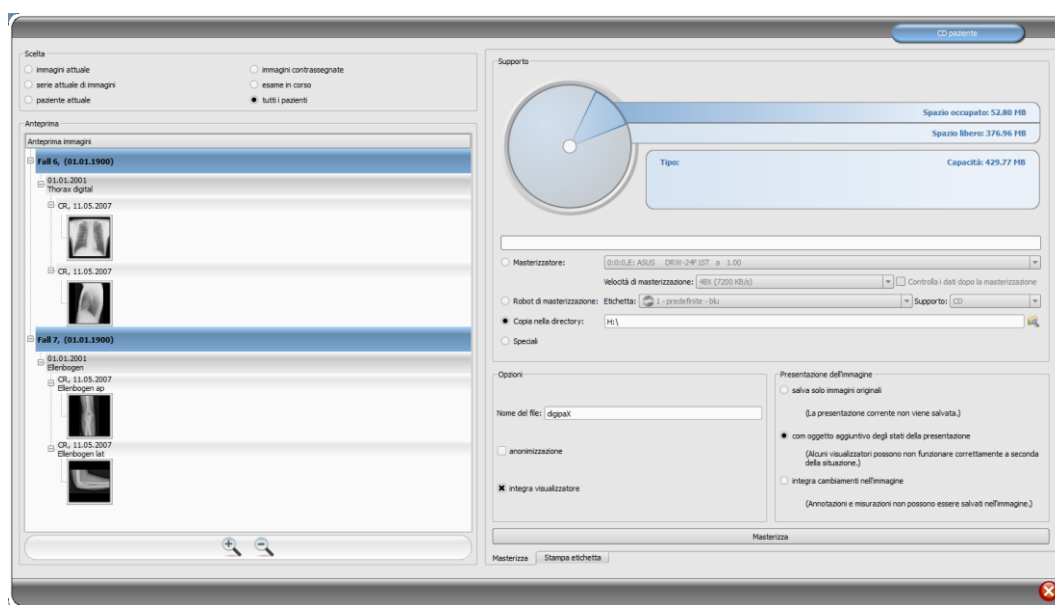 CD paziente
Scelta
immagini attuale
immagini contrassegnate
serie attuale di immagini
esame in corso
paziente attuale
tutti i pazienti
Anteprima
Anteprima immagini
Fall 6, (01.01.1900)
01.01.2001
Thorax digital
CR, 11.05.2007
CR, 11.05.2007
Fall 7, (01.01.1900)
01.01.2001
Ellenbogen
CR, 11.05.2007
Ellenbogen ap
CR, 11.05.2007
Ellenbogen lat
Supporto
Spazio occupato: 52.80 MB
Spazio libero: 376.96 MB
Tipo: Capacità: 429.77 MB
Masterizzatore: 0:0:0,E: ASUS DRW-24F1ST a 1.00
Velocità di masterizzazione: 48X (7200 KB/s) Controlla i dati dopo la masterizzazione
Robot di masterizzazione: Etichetta: 1 - predefinite - blu Supporto: CD
Copia nella directory: H:\
Speciali
Opzioni
Nome del file: digipaX
anonimizzazione
integra visualizzatore
Presentazione dell'immagine
salva solo immagini originali
(La presentazione corrente non viene salvata.)
com oggetto aggiuntivo degli stati della presentazione
(Alcuni visualizzatori possono non funzionare correttamente a seconda
della situazione.)
integra cambiamenti nell'immagine
(Annotazioni e misurazioni non possono essere salvati nell'immagine.)
Masterizza
Masterizza Stampa etichetta